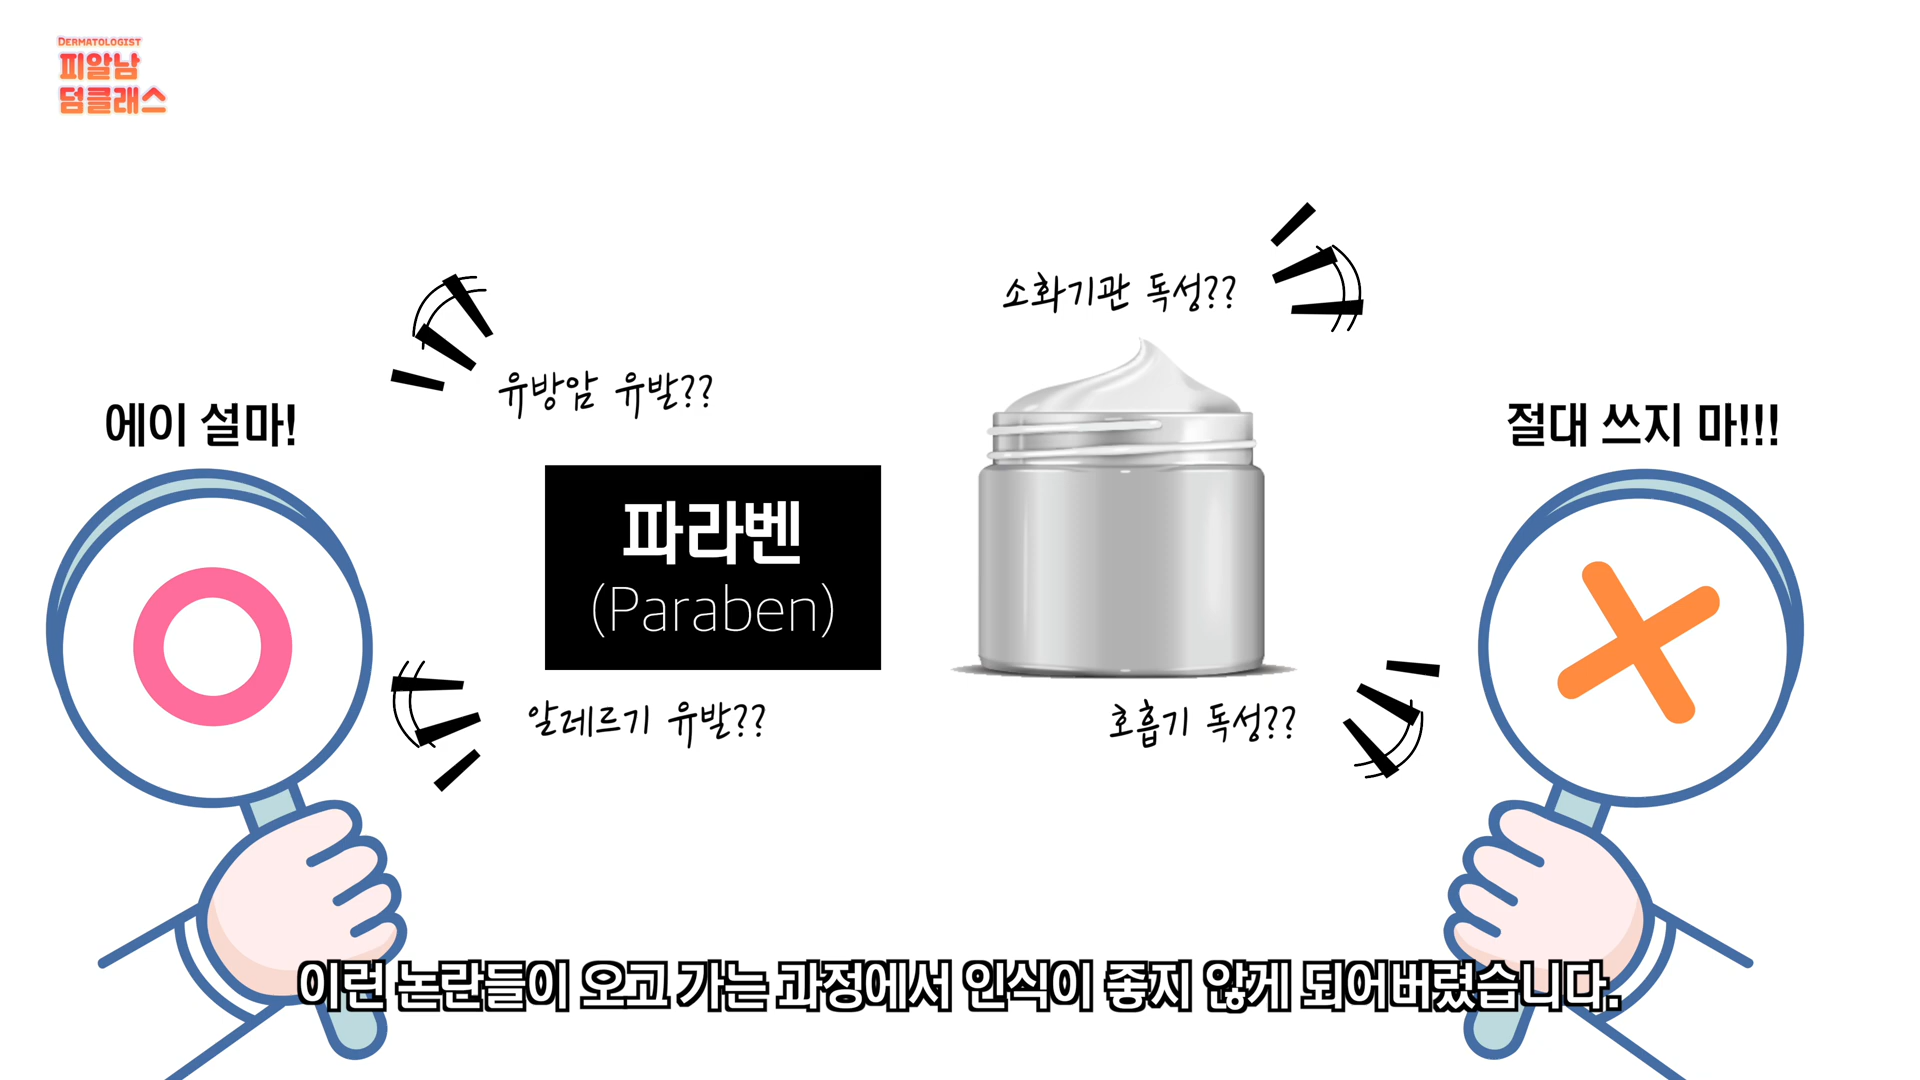 DERMATOLOGIST
피알남
덤클래스
소화기관 독성??
유방암 유발??
에이 설마!
절대 쓰지 마!!!
파라벤
(Paraben)
알레르기 유발??
호흡기 독성??
이런 논란들이 오고 가는 과정에서 인식이 좋지 않게 되어버렸습니다.